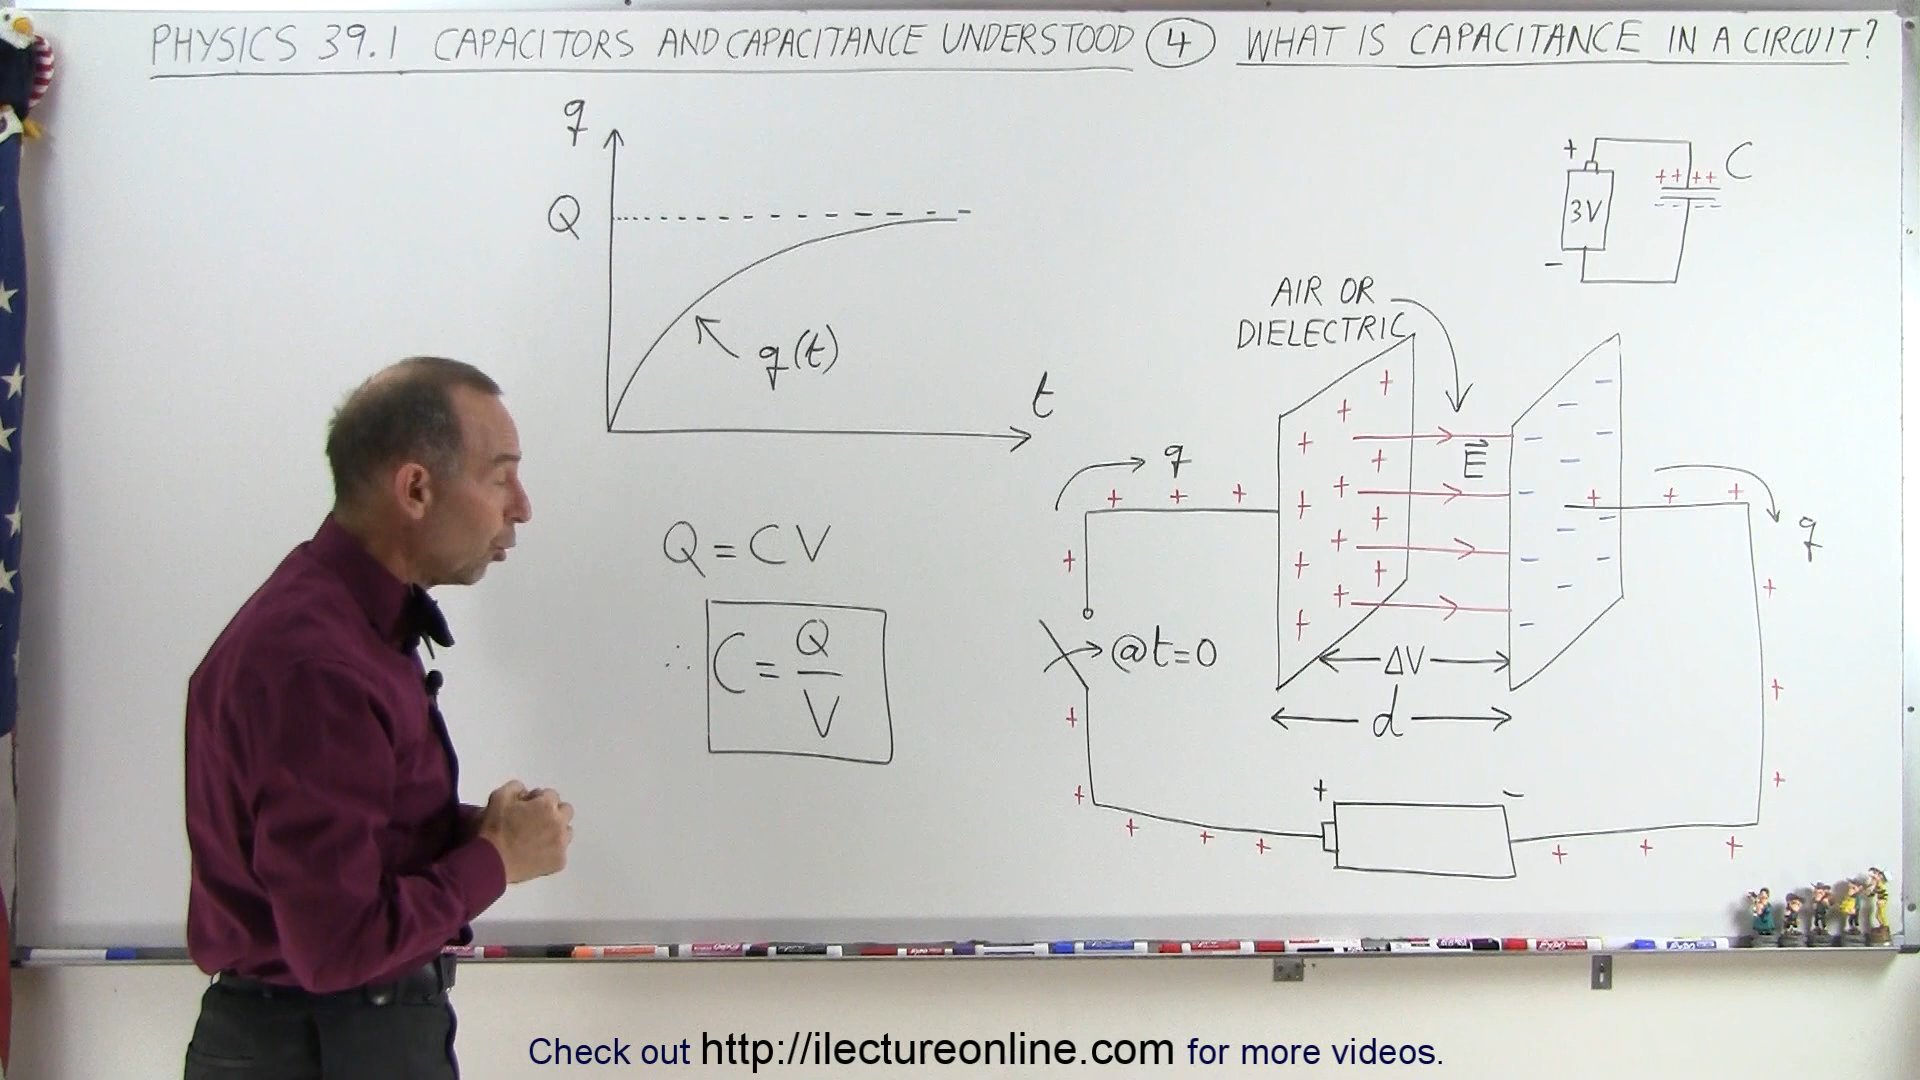 PHYSICS 39.1 CAPACITORS AND CAPACITANCE UNDERSTOOD ④ WHAT IS CAPACITANCE IN A CIRCUIT?
q
Q
q(t)
t
Q = CV
∴ C = Q/V
+
3V
−
+ + + +
− − − −
C
AIR OR
DIELECTRIC
E⃗
q
q
@t=0
ΔV
d
+ −
EXPO
Check out http://ilectureonline.com for more videos.